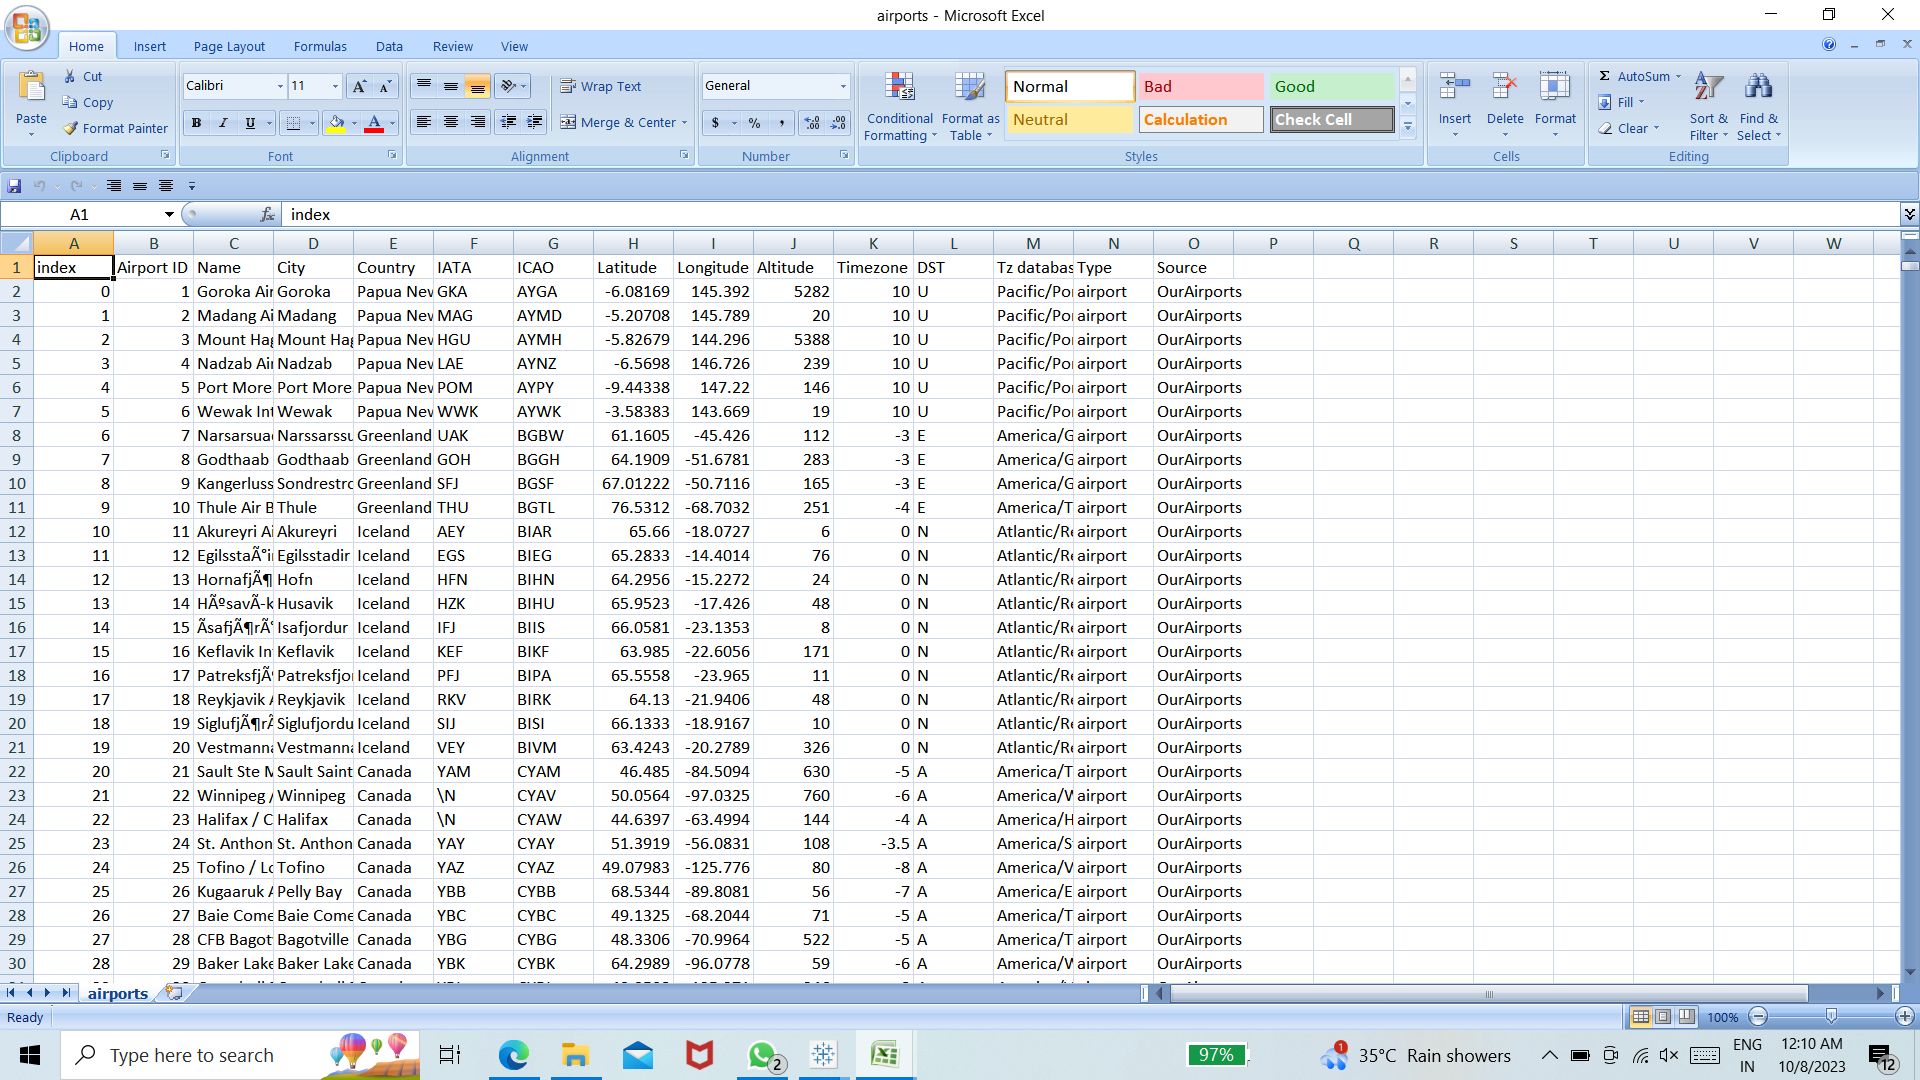 airports - Microsoft Excel
Home Insert Page Layout Formulas Data Review View
Paste Cut Copy Format Painter Clipboard
Calibri 11 A A B I U A Font
Wrap Text Merge & Center Alignment
General $ % , .00 .0 Number
Conditional Formatting Format as Table
Normal Bad Good
Neutral Calculation Check Cell
Styles
Insert Delete Format Cells
Σ AutoSum Fill Clear Sort & Filter Find & Select Editing
A1 fx index
A B C D E F G H I J K L M N O P Q R S T U V W
1 index Airport ID Name City Country IATA ICAO Latitude Longitude Altitude Timezone DST Tz databas Type Source
2 0 1 Goroka Air Goroka Papua New GKA AYGA -6.08169 145.392 5282 10 U Pacific/Por airport OurAirports
3 1 2 Madang Ai Madang Papua New MAG AYMD -5.20708 145.789 20 10 U Pacific/Por airport OurAirports
4 2 3 Mount Hag Mount Hag Papua New HGU AYMH -5.82679 144.296 5388 10 U Pacific/Por airport OurAirports
5 3 4 Nadzab Air Nadzab Papua New LAE AYNZ -6.5698 146.726 239 10 U Pacific/Por airport OurAirports
6 4 5 Port More Port More Papua New POM AYPY -9.44338 147.22 146 10 U Pacific/Por airport OurAirports
7 5 6 Wewak Int Wewak Papua New WWK AYWK -3.58383 143.669 19 10 U Pacific/Por airport OurAirports
8 6 7 Narsarsua Narssarssu Greenland UAK BGBW 61.1605 -45.426 112 -3 E America/G airport OurAirports
9 7 8 Godthaab Godthaab Greenland GOH BGGH 64.1909 -51.6781 283 -3 E America/G airport OurAirports
10 8 9 Kangerluss Sondrestro Greenland SFJ BGSF 67.01222 -50.7116 165 -3 E America/G airport OurAirports
11 9 10 Thule Air B Thule Greenland THU BGTL 76.5312 -68.7032 251 -4 E America/T airport OurAirports
12 10 11 Akureyri Ai Akureyri Iceland AEY BIAR 65.66 -18.0727 6 0 N Atlantic/Re airport OurAirports
13 11 12 EgilsstaÃ°i Egilsstadir Iceland EGS BIEG 65.2833 -14.4014 76 0 N Atlantic/Re airport OurAirports
14 12 13 HornafjÃ¶ Hofn Iceland HFN BIHN 64.2956 -15.2272 24 0 N Atlantic/Re airport OurAirports
15 13 14 HÃºsavÃ-k Husavik Iceland HZK BIHU 65.9523 -17.426 48 0 N Atlantic/Re airport OurAirports
16 14 15 ÃsafjÃ¶rÃ° Isafjordur Iceland IFJ BIIS 66.0581 -23.1353 8 0 N Atlantic/Re airport OurAirports
17 15 16 Keflavik In Keflavik Iceland KEF BIKF 63.985 -22.6056 171 0 N Atlantic/Re airport OurAirports
18 16 17 PatreksfjÃ Patreksfjo Iceland PFJ BIPA 65.5558 -23.965 11 0 N Atlantic/Re airport OurAirports
19 17 18 Reykjavik A Reykjavik Iceland RKV BIRK 64.13 -21.9406 48 0 N Atlantic/Re airport OurAirports
20 18 19 SiglufjÃ¶rÃ Siglufjordu Iceland SIJ BISI 66.1333 -18.9167 10 0 N Atlantic/Re airport OurAirports
21 19 20 Vestmanna Vestmanna Iceland VEY BIVM 63.4243 -20.2789 326 0 N Atlantic/Re airport OurAirports
22 20 21 Sault Ste M Sault Saint Canada YAM CYAM 46.485 -84.5094 630 -5 A America/T airport OurAirports
23 21 22 Winnipeg / Winnipeg Canada \N CYAV 50.0564 -97.0325 760 -6 A America/W airport OurAirports
24 22 23 Halifax / C Halifax Canada \N CYAW 44.6397 -63.4994 144 -4 A America/H airport OurAirports
25 23 24 St. Anthon St. Anthon Canada YAY CYAY 51.3919 -56.0831 108 -3.5 A America/S airport OurAirports
26 24 25 Tofino / Lo Tofino Canada YAZ CYAZ 49.07983 -125.776 80 -8 A America/V airport OurAirports
27 25 26 Kugaaruk A Pelly Bay Canada YBB CYBB 68.5344 -89.8081 56 -7 A America/E airport OurAirports
28 26 27 Baie Come Baie Come Canada YBC CYBC 49.1325 -68.2044 71 -5 A America/T airport OurAirports
29 27 28 CFB Bagot Bagotville Canada YBG CYBG 48.3306 -70.9964 522 -5 A America/T airport OurAirports
30 28 29 Baker Lake Baker Lake Canada YBK CYBK 64.2989 -96.0778 59 -6 A America/W airport OurAirports
airports
Ready 100%
Type here to search 2 97% 1 35°C Rain showers ENG IN 12:10 AM 10/8/2023 12